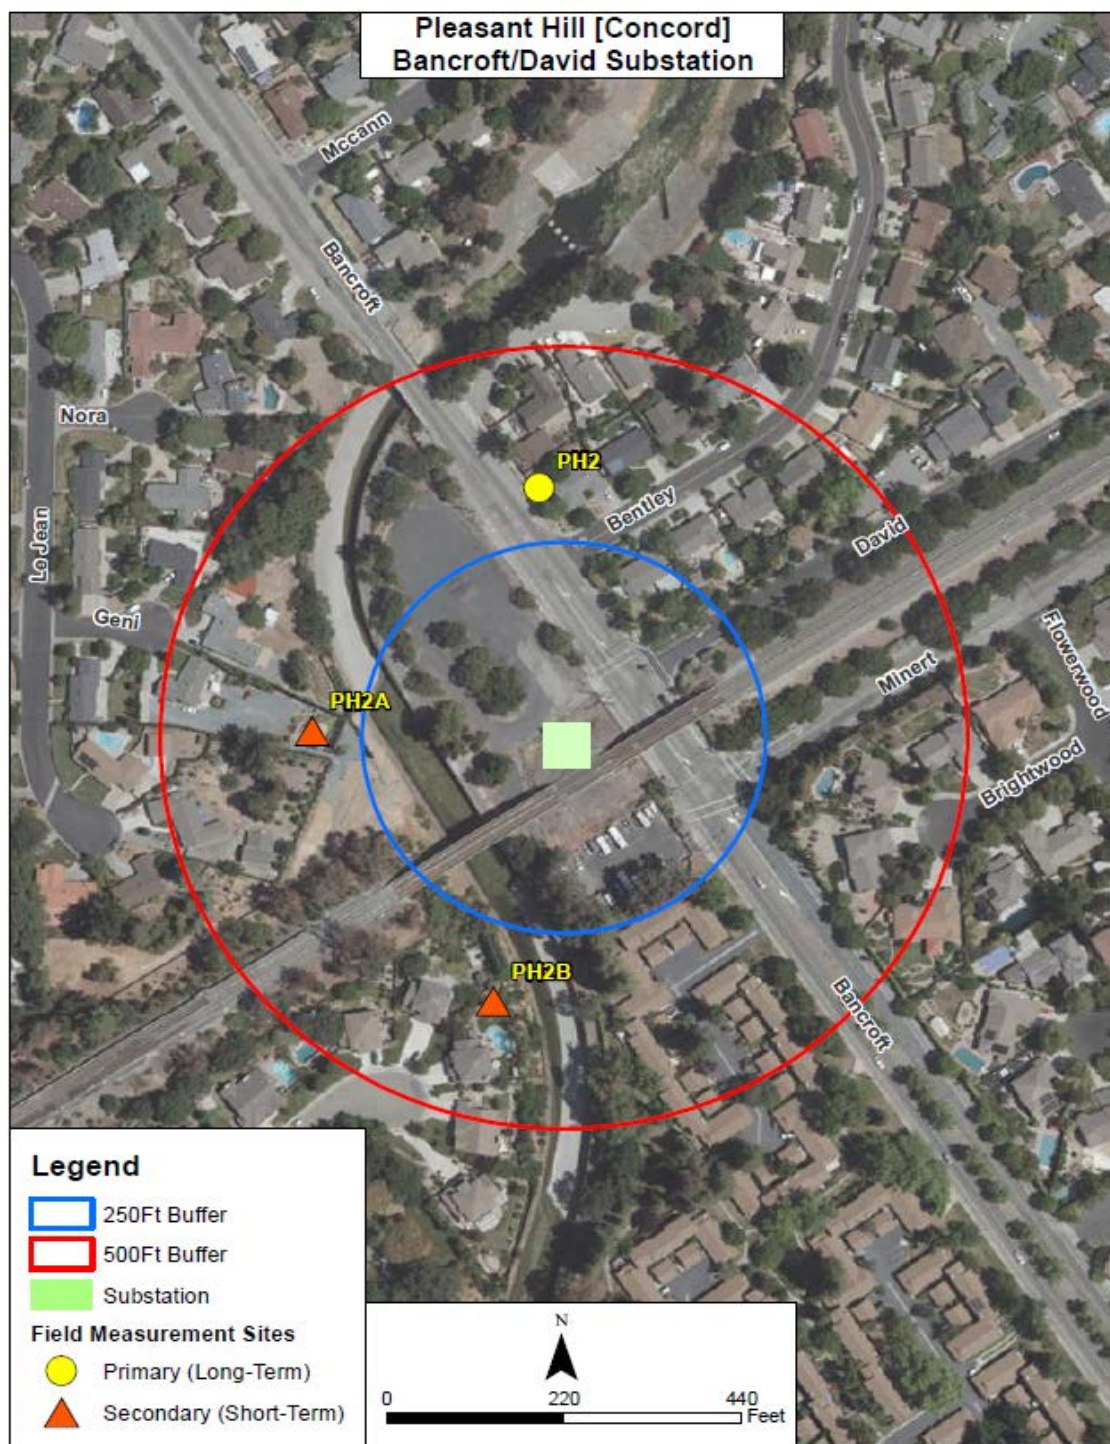 Pleasant Hill [Concord]
Bancroft/David Substation
Mccann
Bancroft
Nora
PH2
Bentley
David
Lo Jean
Geni
Flowerwood
Minert
PH2A
Brightwood
PH2B
Bancroft
Legend
250Ft Buffer
500Ft Buffer
Substation
Field Measurement Sites
Primary (Long-Term)
Secondary (Short-Term)
N
0 220 440
Feet